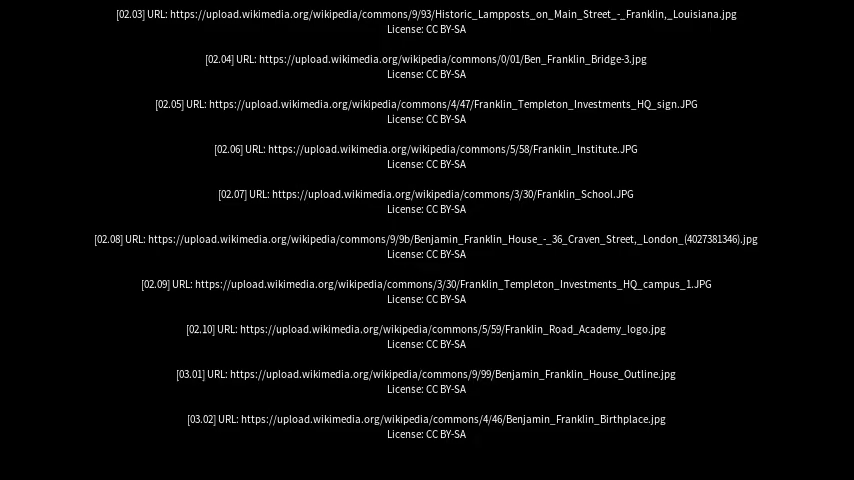 [02.03] URL: https://upload.wikimedia.org/wikipedia/commons/9/93/Historic_Lampposts_on_Main_Street_-_Franklin,_Louisiana.jpg
License: CC BY-SA
[02.04] URL: https://upload.wikimedia.org/wikipedia/commons/0/01/Ben_Franklin_Bridge-3.jpg
License: CC BY-SA
[02.05] URL: https://upload.wikimedia.org/wikipedia/commons/4/47/Franklin_Templeton_Investments_HQ_sign.JPG
License: CC BY-SA
[02.06] URL: https://upload.wikimedia.org/wikipedia/commons/5/58/Franklin_Institute.JPG
License: CC BY-SA
[02.07] URL: https://upload.wikimedia.org/wikipedia/commons/3/30/Franklin_School.JPG
License: CC BY-SA
[02.08] URL: https://upload.wikimedia.org/wikipedia/commons/9/9b/Benjamin_Franklin_House_-_36_Craven_Street,_London_(4027381346).jpg
License: CC BY-SA
[02.09] URL: https://upload.wikimedia.org/wikipedia/commons/3/30/Franklin_Templeton_Investments_HQ_campus_1.JPG
License: CC BY-SA
[02.10] URL: https://upload.wikimedia.org/wikipedia/commons/5/59/Franklin_Road_Academy_logo.jpg
License: CC BY-SA
[03.01] URL: https://upload.wikimedia.org/wikipedia/commons/9/99/Benjamin_Franklin_House_Outline.jpg
License: CC BY-SA
[03.02] URL: https://upload.wikimedia.org/wikipedia/commons/4/46/Benjamin_Franklin_Birthplace.jpg
License: CC BY-SA